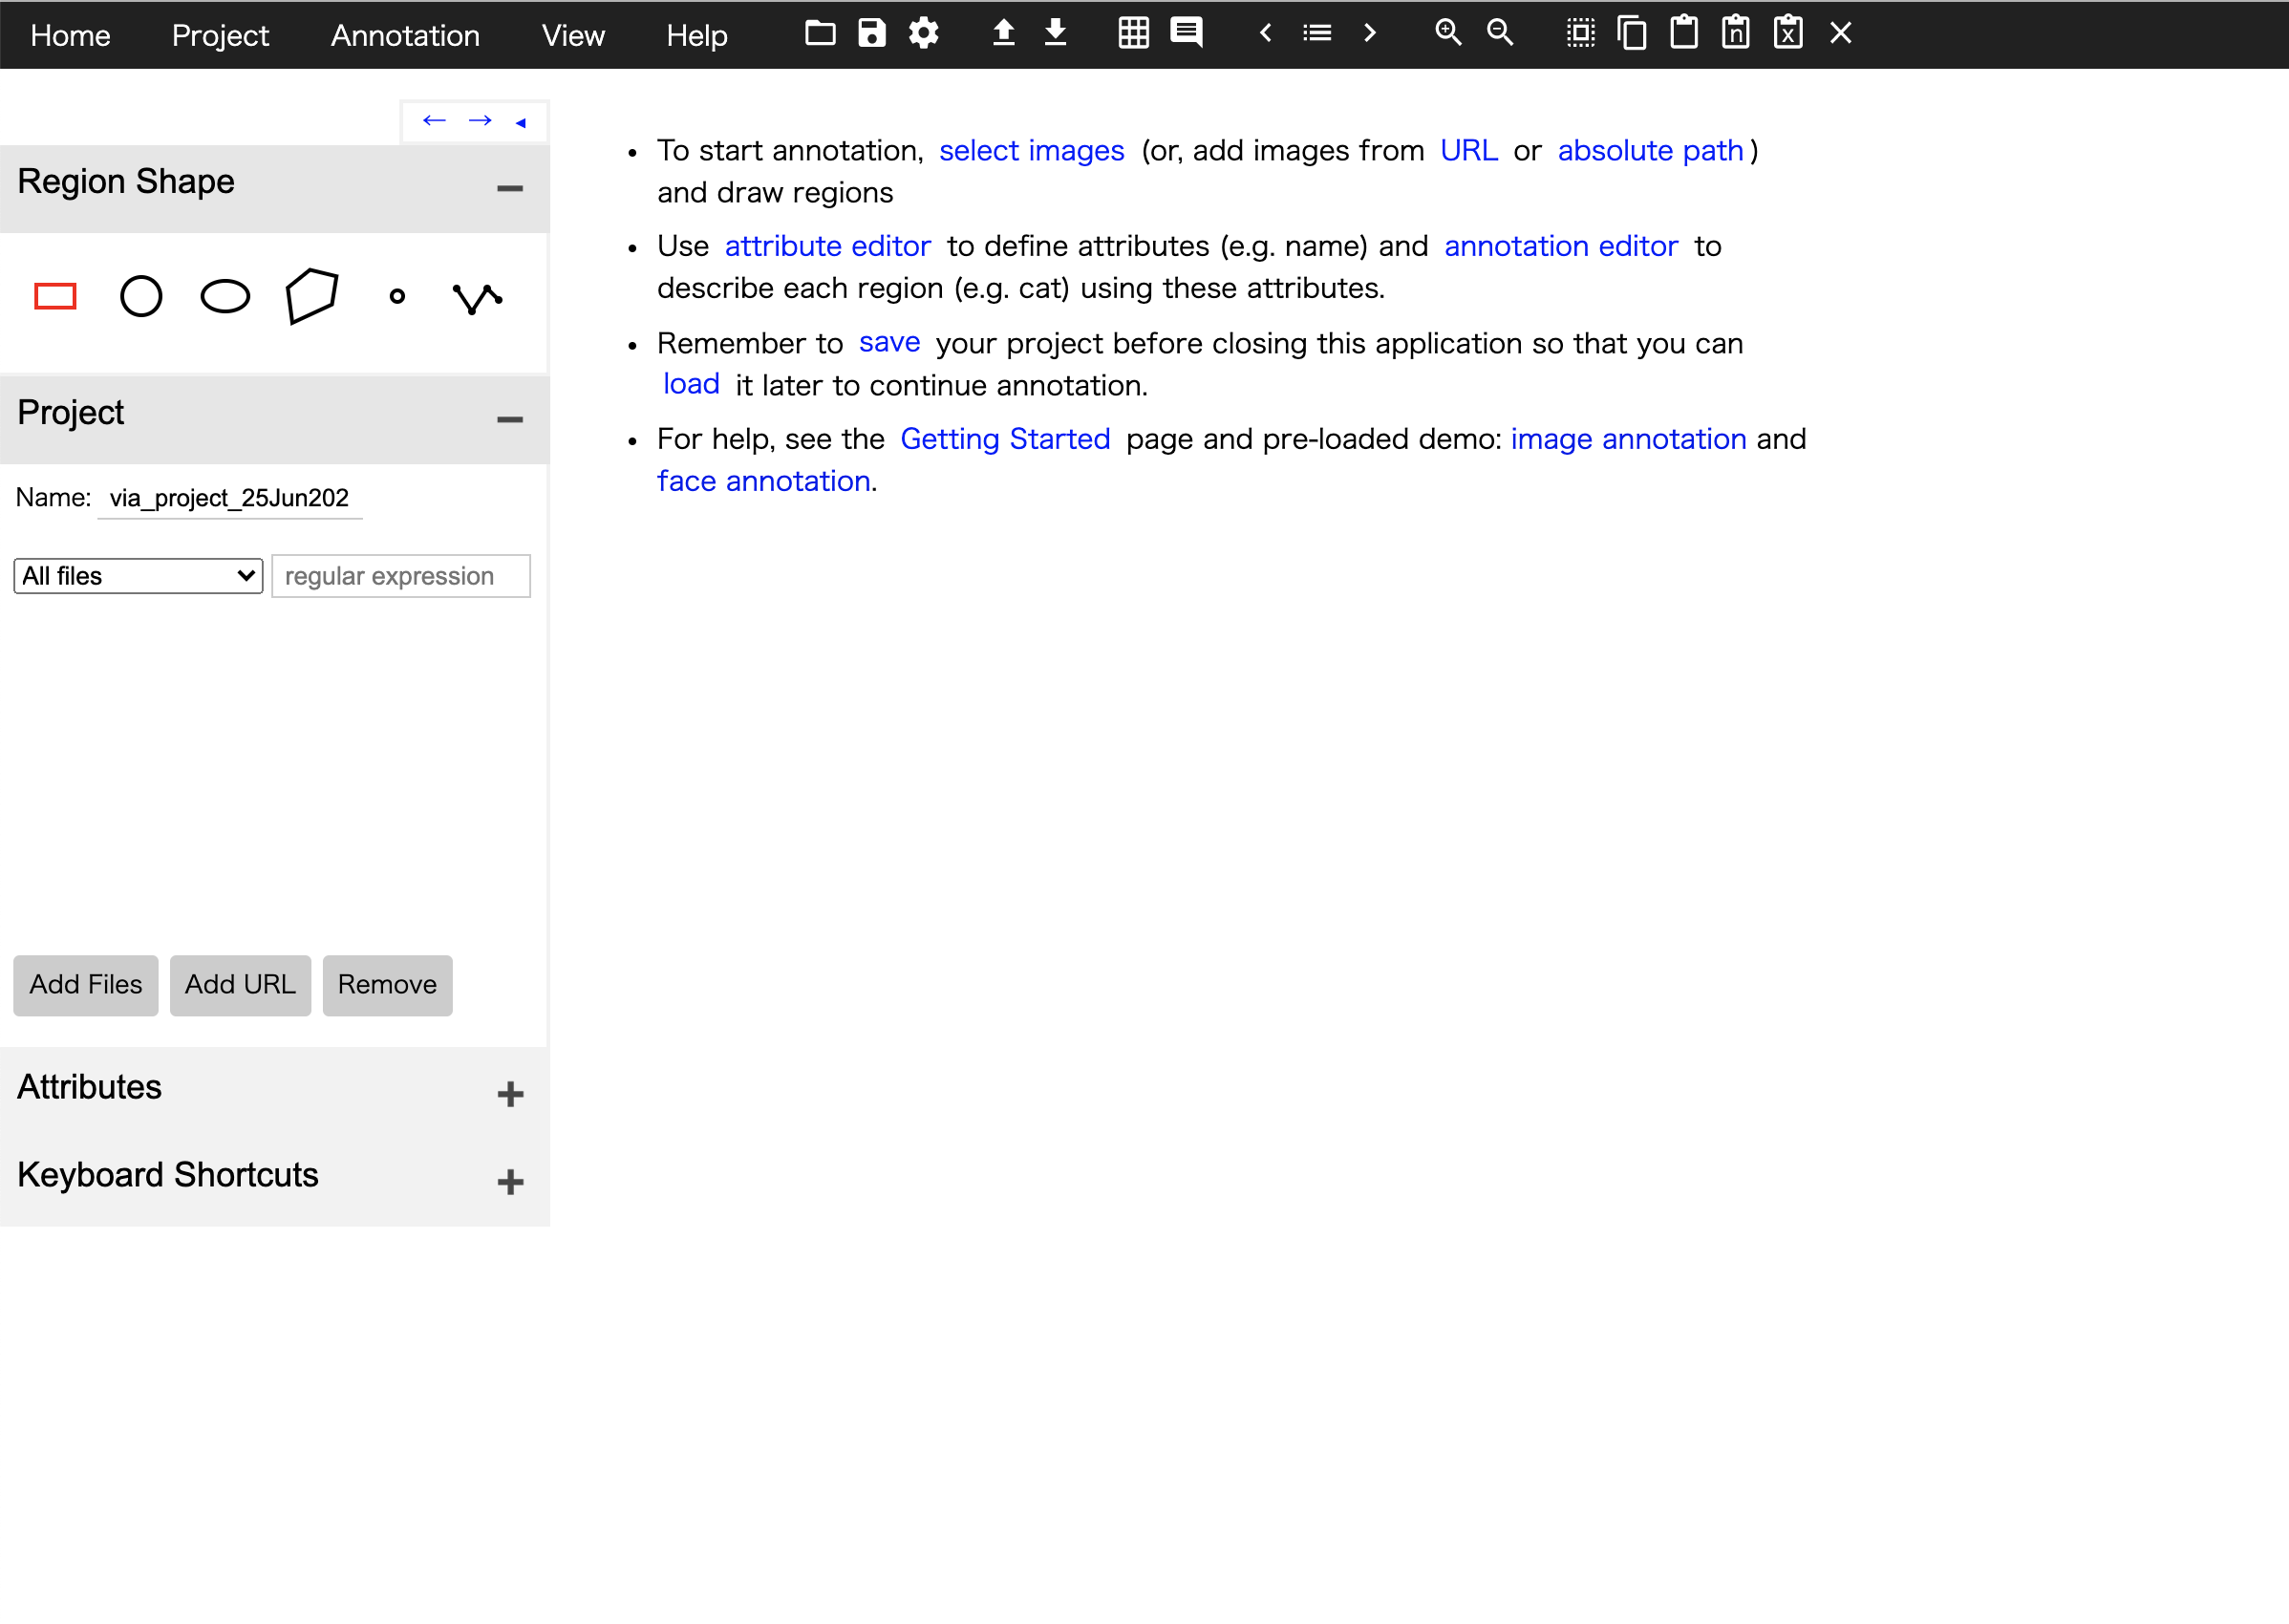 Home Project Annotation View Help
← → ◂
Region Shape
Project
Name: via_project_25Jun202
All files regular expression
Add Files Add URL Remove
Attributes
Keyboard Shortcuts
• To start annotation, select images (or, add images from URL or absolute path)
and draw regions
• Use attribute editor to define attributes (e.g. name) and annotation editor to
describe each region (e.g. cat) using these attributes.
• Remember to save your project before closing this application so that you can
load it later to continue annotation.
• For help, see the Getting Started page and pre-loaded demo: image annotation and
face annotation.